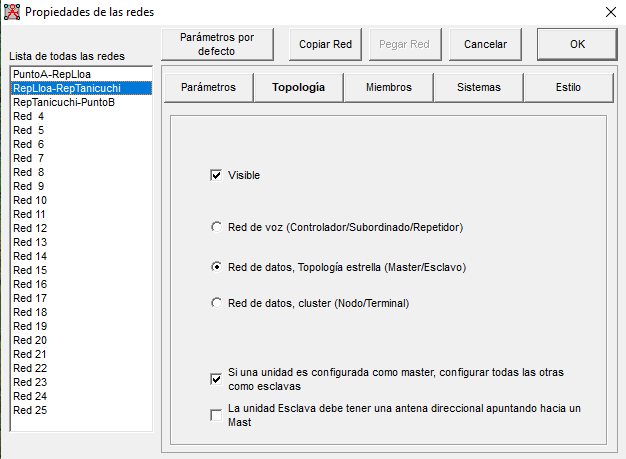 Propiedades de las redes
Lista de todas las redes
PuntoA-RepLloa
RepLloa-RepTanicuchi
RepTanicuchi-PuntoB
Red 4
Red 5
Red 6
Red 7
Red 8
Red 9
Red 10
Red 11
Red 12
Red 13
Red 14
Red 15
Red 16
Red 17
Red 18
Red 19
Red 20
Red 21
Red 22
Red 23
Red 24
Red 25
Parámetros por
defecto
Copiar Red
Pegar Red
Cancelar
OK
Parámetros
Topología
Miembros
Sistemas
Estilo
Visible
Red de voz (Controlador/Subordinado/Repetidor)
Red de datos, Topología estrella (Master/Esclavo)
Red de datos, cluster (Nodo/Terminal)
Si una unidad es configurada como master, configurar todas las otras
como esclavas
La unidad Esclava debe tener una antena direccional apuntando hacia un
Mast